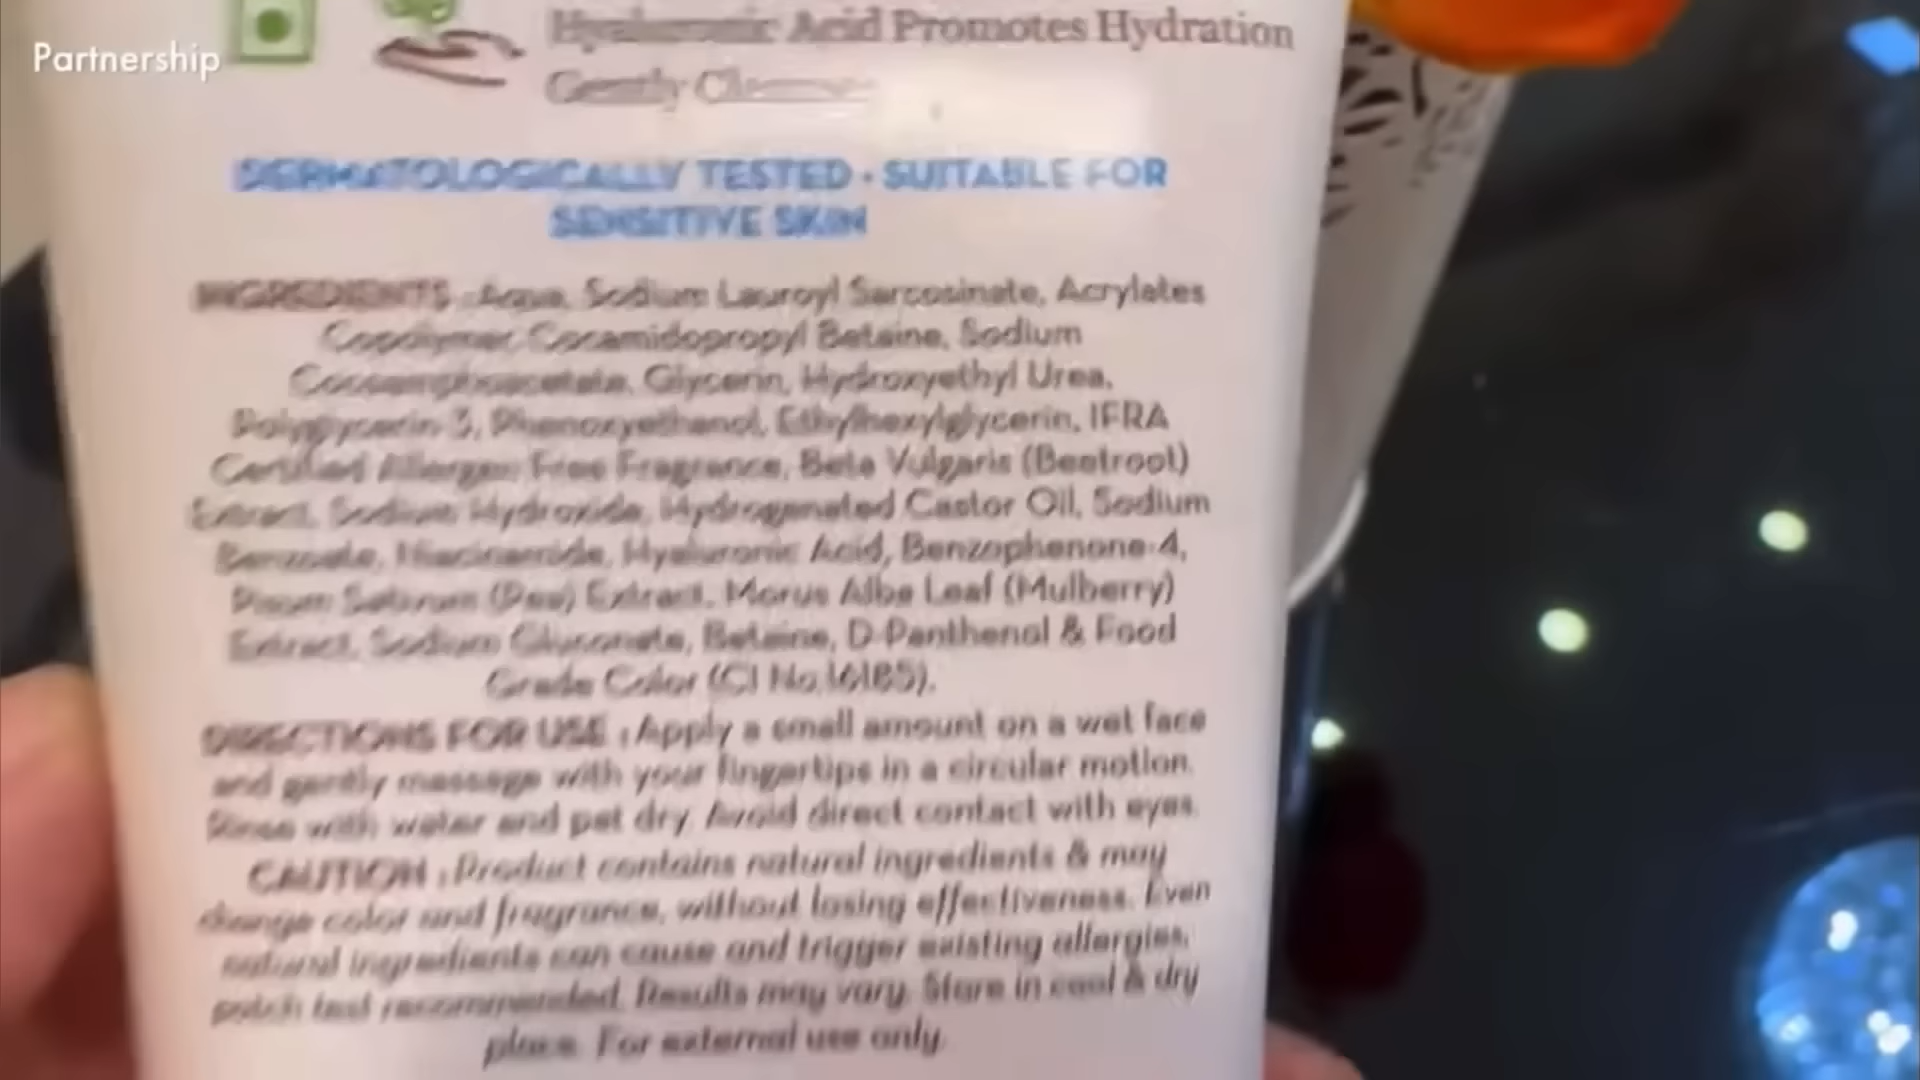 Partnership
Hyaluronic Acid Promotes Hydration
Gently Cleanses
DERMATOLOGICALLY TESTED • SUITABLE FOR
SENSITIVE SKIN
INGREDIENTS : Aqua, Sodium Lauroyl Sarcosinate, Acrylates
Copolymer, Cocamidopropyl Betaine, Sodium
Cocoamphoacetate, Glycerin, Hydroxyethyl Urea,
Polyglycerin-3, Phenoxyethanol, Ethylhexylglycerin, IFRA
Certified Allergen Free Fragrance, Beta Vulgaris (Beetroot)
Extract, Sodium Hydroxide, Hydrogenated Castor Oil, Sodium
Benzoate, Niacinamide, Hyaluronic Acid, Benzophenone-4,
Pisum Sativum (Pea) Extract, Morus Alba Leaf (Mulberry)
Extract, Sodium Gluconate, Betaine, D-Panthenol & Food
Grade Color (CI No.16185).
DIRECTIONS FOR USE : Apply a small amount on a wet face
and gently massage with your fingertips in a circular motion.
Rinse with water and pat dry. Avoid direct contact with eyes.
CAUTION : Product contains natural ingredients & may
change color and fragrance, without losing effectiveness. Even
natural ingredients can cause and trigger existing allergies,
patch test recommended. Results may vary. Store in cool & dry
place. For external use only.